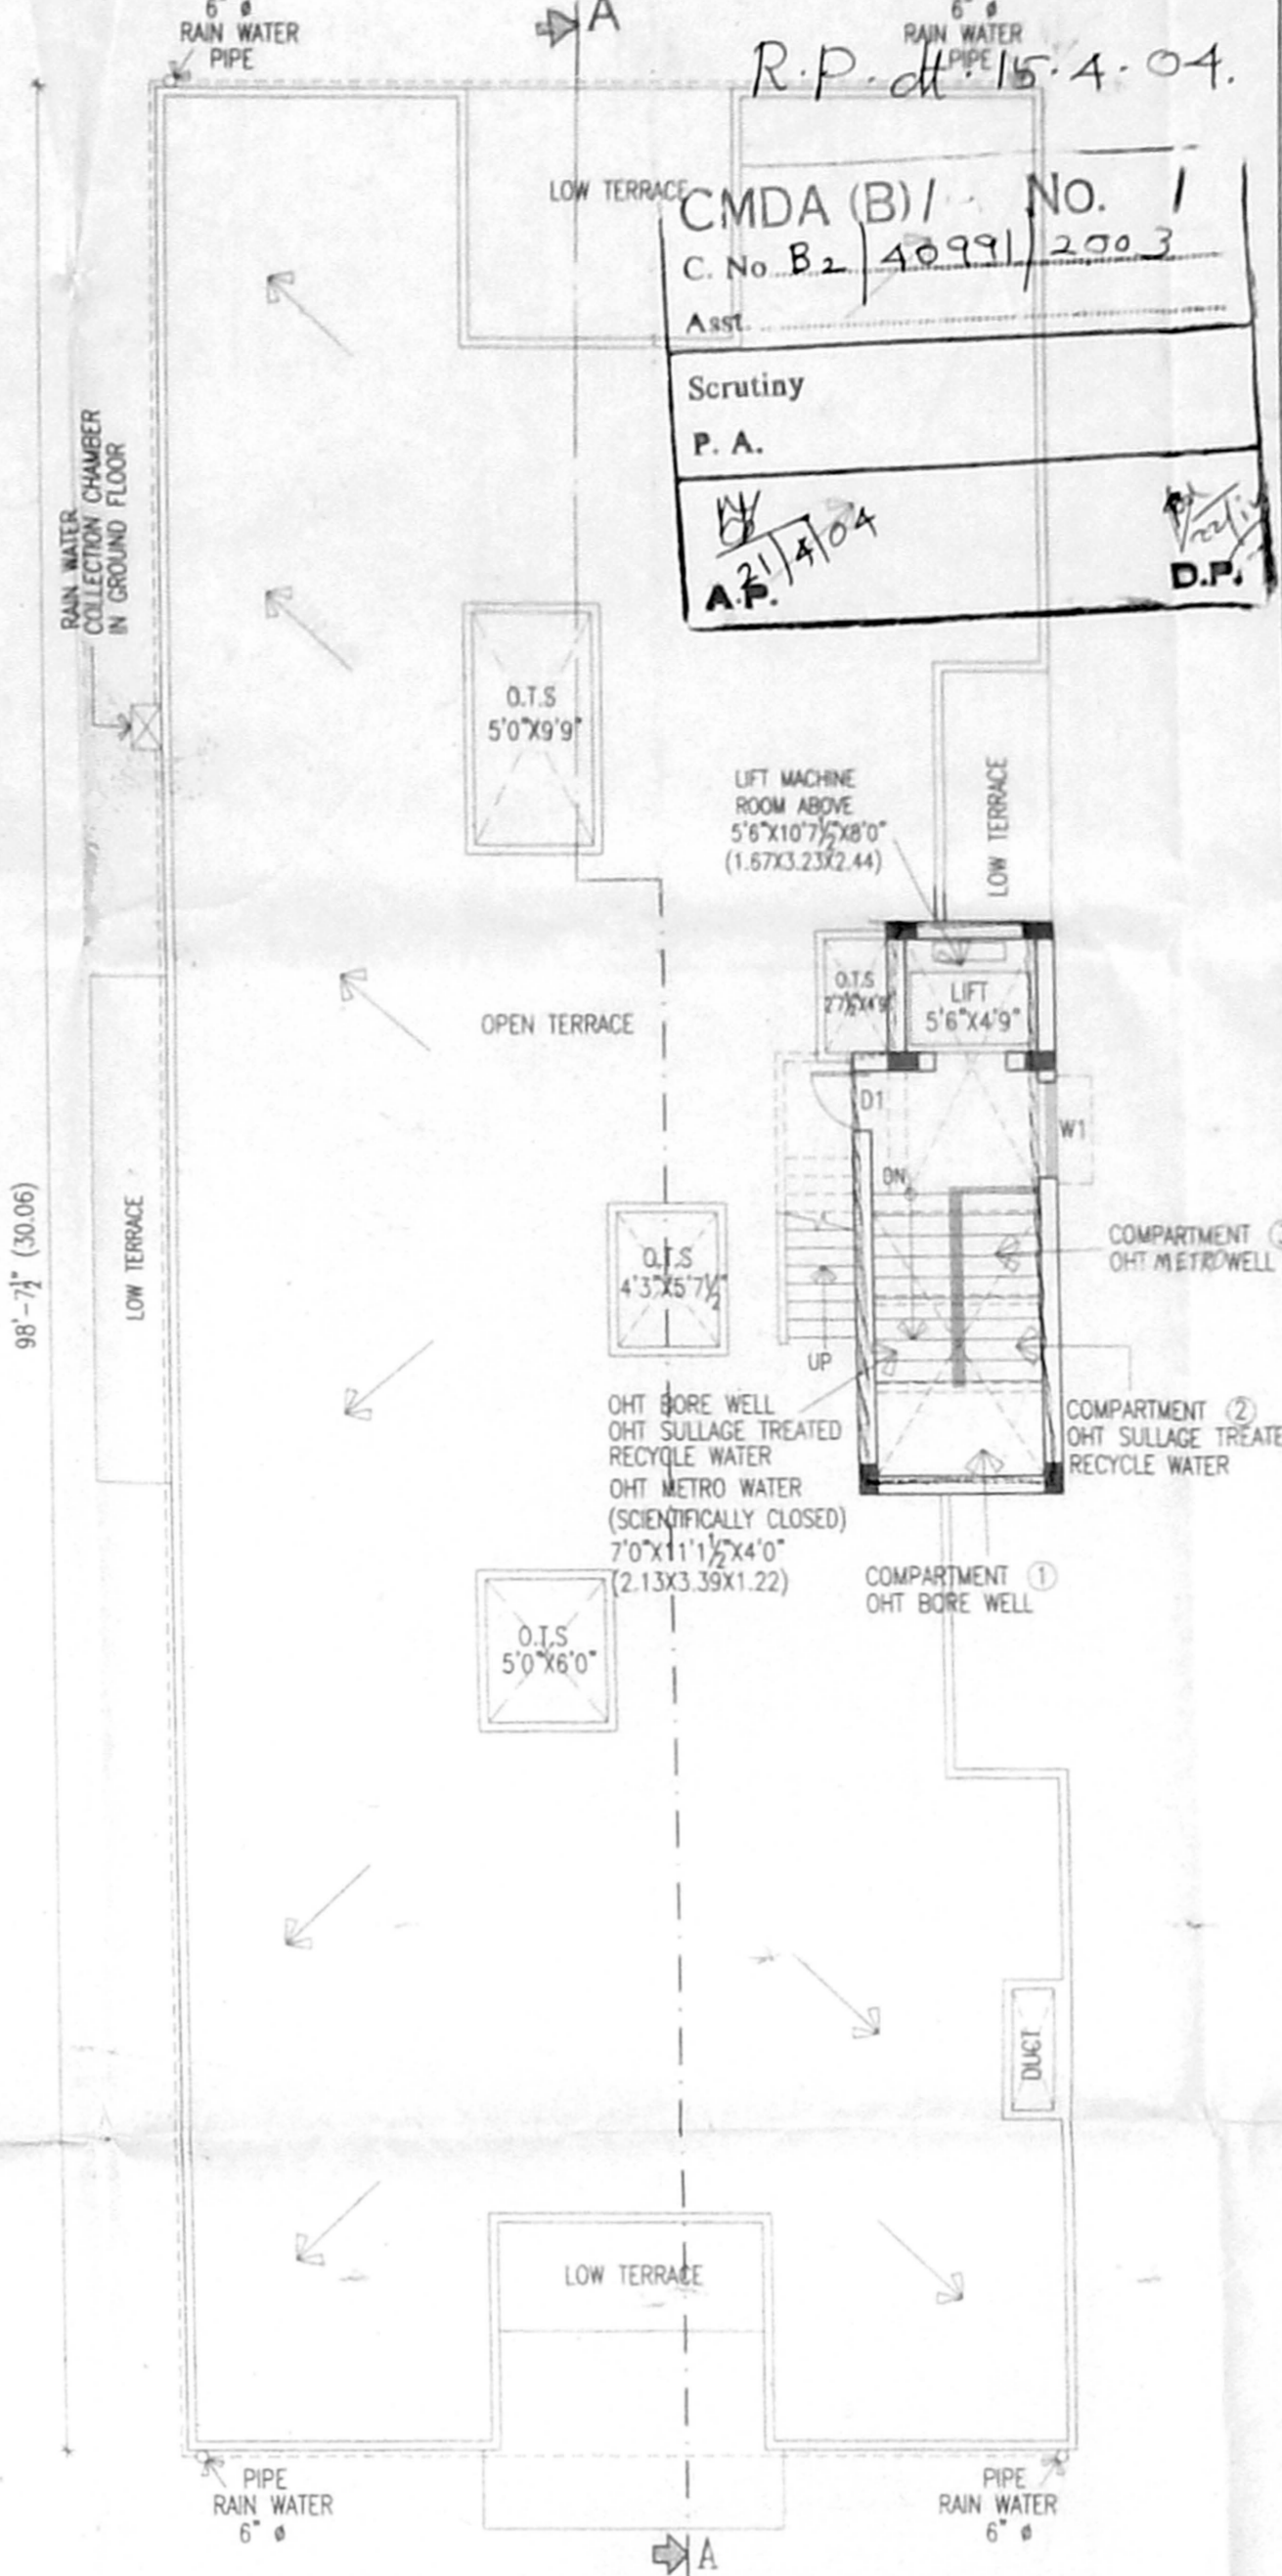 6" ø
RAIN WATER
PIPE
A
6" ø
RAIN WATER
PIPE
R.P. dt. 15.4.04.
LOW TERRACE
CMDA (B)/ No. 1
C. No B2/40991/2003
Asst.
Scrutiny
P. A.
21/4/04
A.P.
D.P.
RAIN WATER
COLLECTION CHAMBER
IN GROUND FLOOR
O.T.S
5'0"X9'9"
LIFT MACHINE
ROOM ABOVE
5'6"X10'7½"X8'0"
(1.67X3.23X2.44)
LOW TERRACE
O.T.S
2'7½"X4'9"
LIFT
5'6"X4'9"
OPEN TERRACE
D1
W1
DN
98'-7½" (30.06)
LOW TERRACE
O.T.S
4'3"X5'7½"
UP
COMPARTMENT
OHT METROWELL
OHT BORE WELL
OHT SULLAGE TREATED
RECYCLE WATER
OHT METRO WATER
(SCIENTIFICALLY CLOSED)
7'0"X11'1½"X4'0"
(2.13X3.39X1.22)
COMPARTMENT 2
OHT SULLAGE TREATE
RECYCLE WATER
COMPARTMENT 1
OHT BORE WELL
O.T.S
5'0"X6'0"
DUCT
LOW TERRACE
PIPE
RAIN WATER
6" ø
PIPE
RAIN WATER
6" ø
A